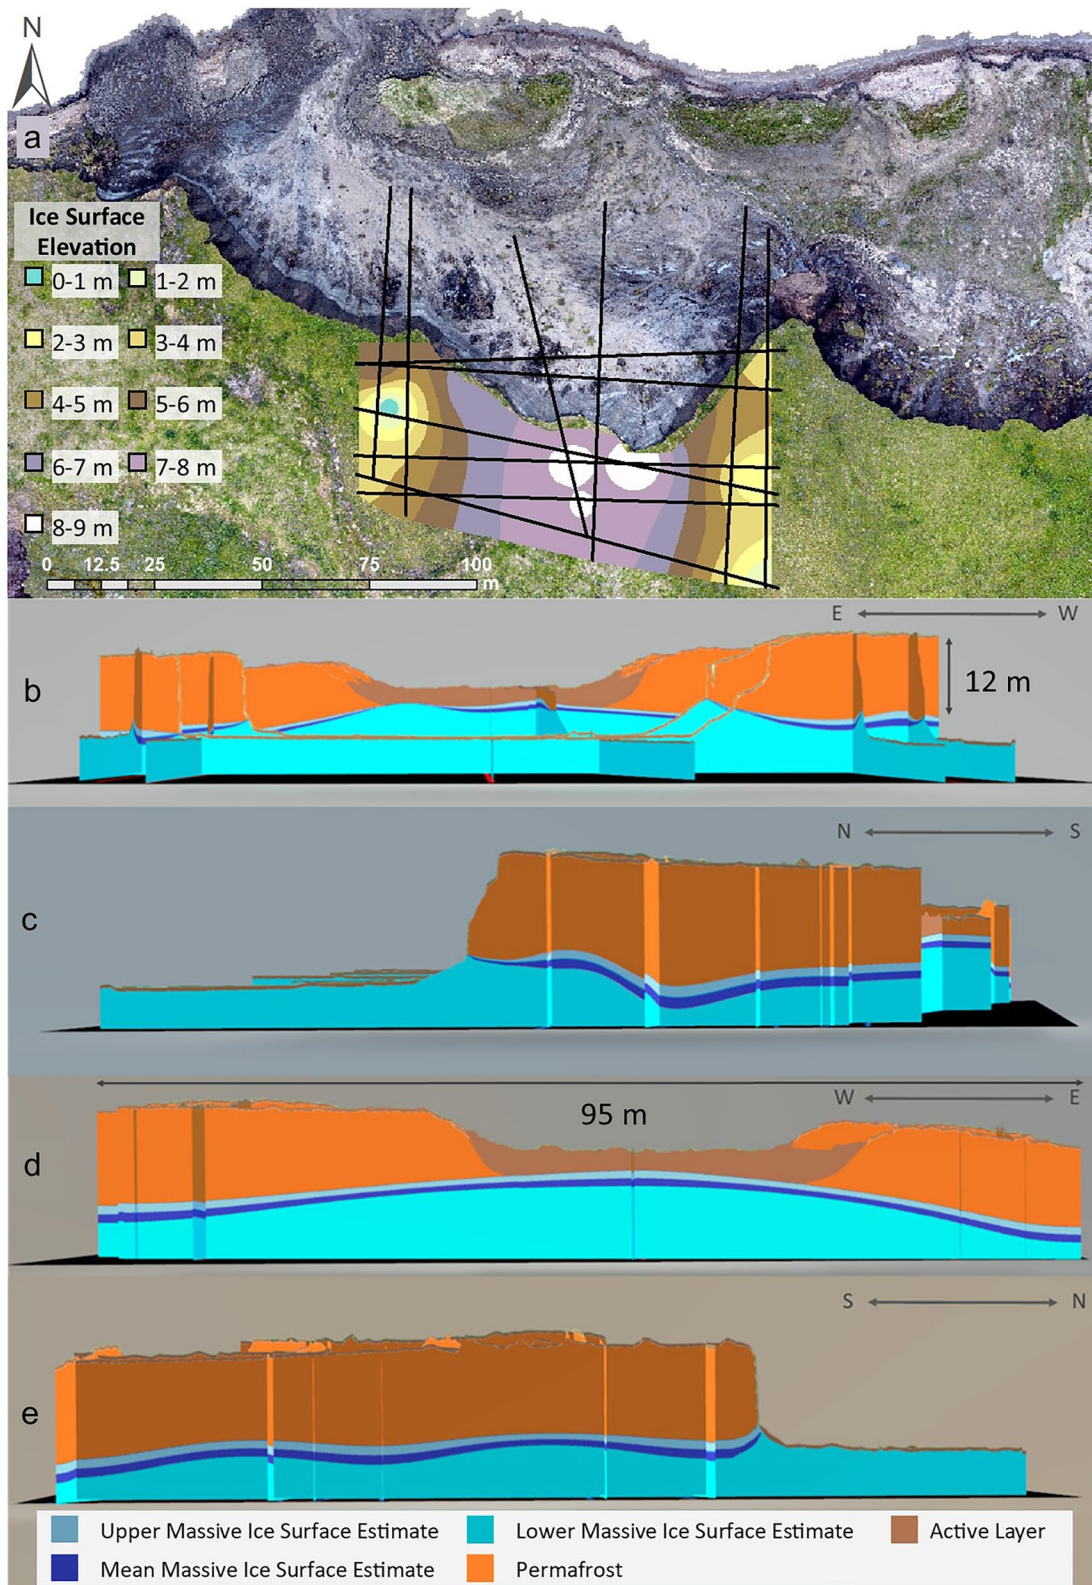 N
a
Ice Surface
Elevation
0-1 m 1-2 m
2-3 m 3-4 m
4-5 m 5-6 m
6-7 m 7-8 m
8-9 m
0 12.5 25 50 75 100
m
E W
b
12 m
N S
c
95 m
W E
d
S N
e
Upper Massive Ice Surface Estimate Lower Massive Ice Surface Estimate Active Layer
Mean Massive Ice Surface Estimate Permafrost